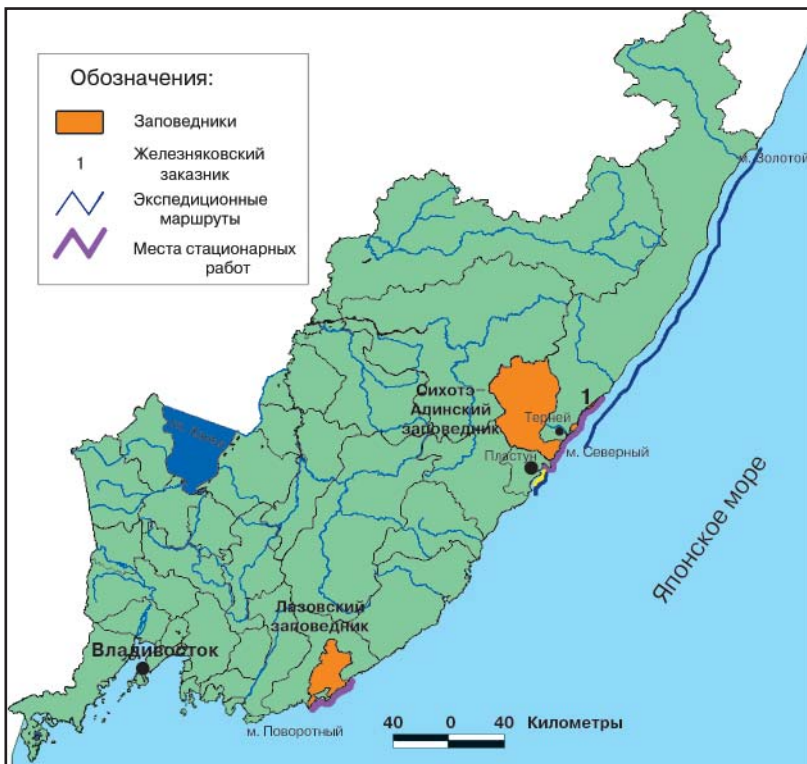 Обозначения:
Заповедники
1
Железняковский
заказник
Экспедиционные
маршруты
Места стационарных
работ
м. Золотой
1
Сихотэ-
Алинский
заповедник
Терней
Пластун
м. Северный
Японское море
Лазовский
заповедник
Владивосток
м. Поворотный
40 0 40 Километры